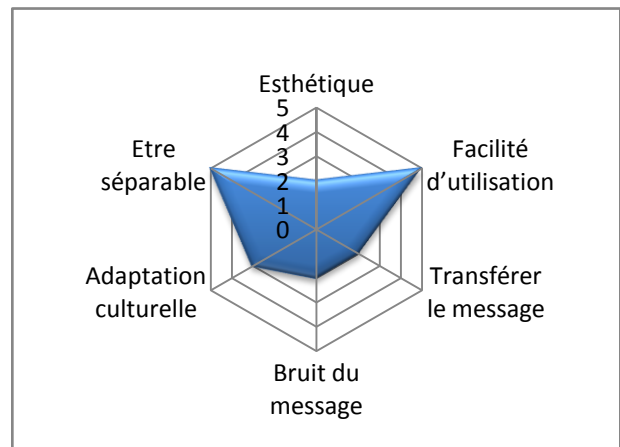 Esthétique
5
4
3
2
1
0
Facilité
d’utilisation
Transférer
le message
Bruit du
message
Adaptation
culturelle
Etre
séparable